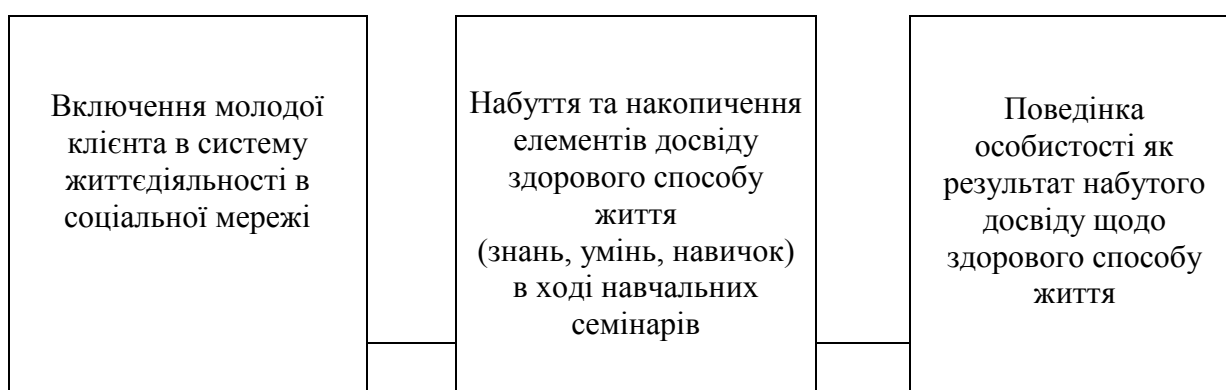 Включення молодої
клієнта в систему
життєдіяльності в
соціальної мережі
Набуття та накопичення
елементів досвіду
здорового способу
життя
(знань, умінь, навичок)
в ході навчальних
семінарів
Поведінка
особистості як
результат набутого
досвіду щодо
здорового способу
життя